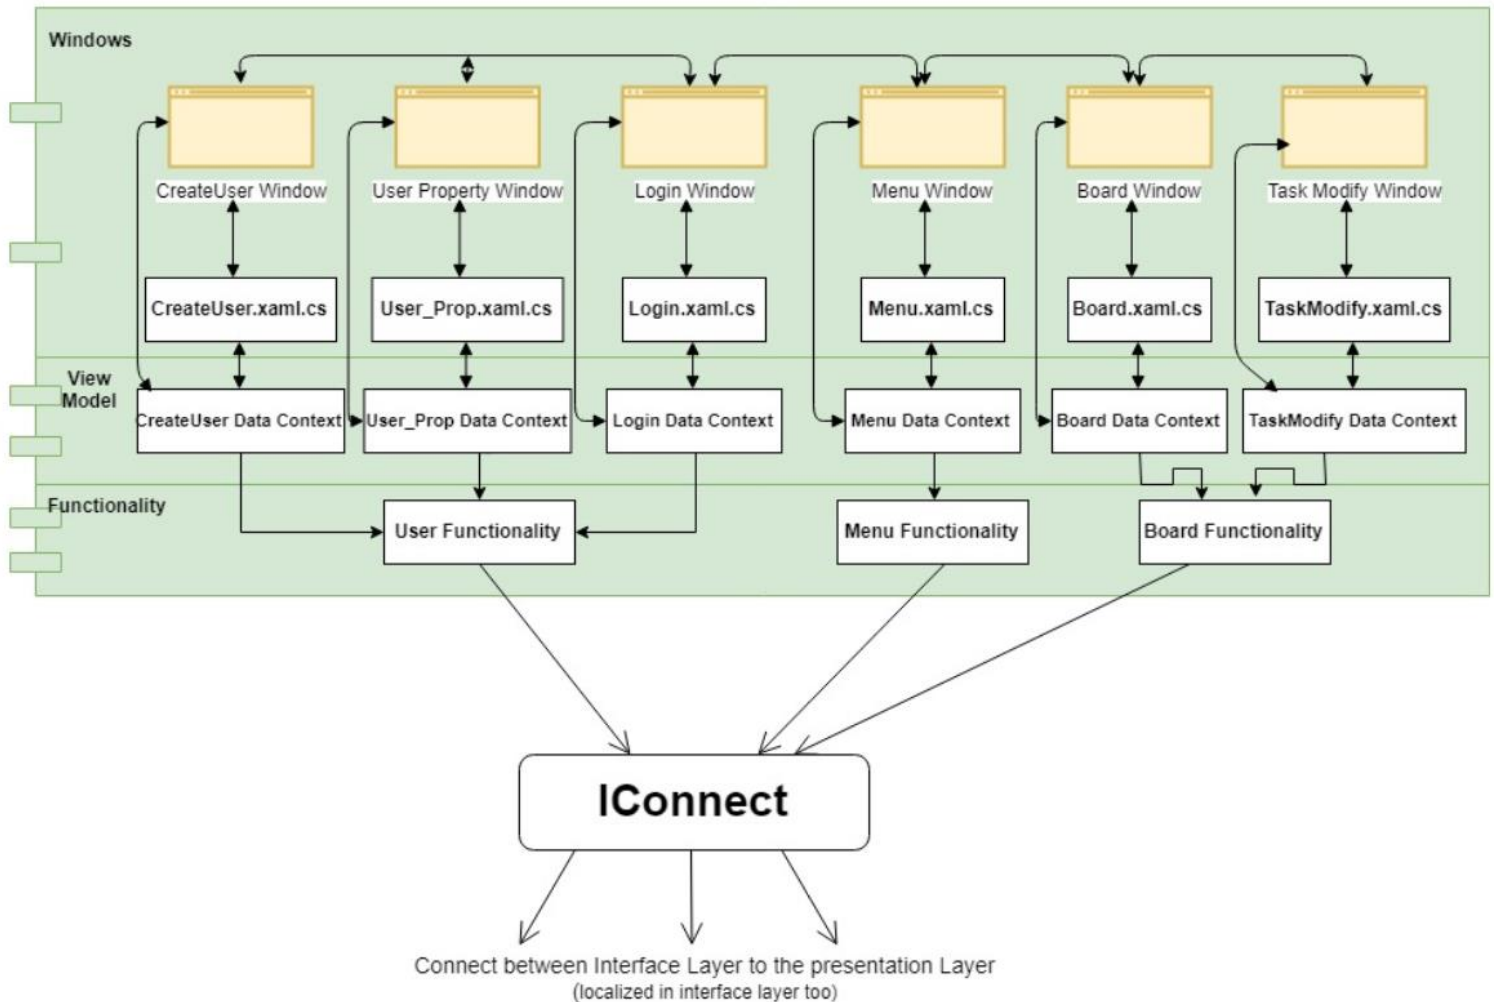 Windows
CreateUser Window
User Property Window
Login Window
Menu Window
Board Window
Task Modify Window
CreateUser.xaml.cs
User_Prop.xaml.cs
Login.xaml.cs
Menu.xaml.cs
Board.xaml.cs
TaskModify.xaml.cs
View
Model
CreateUser Data Context
User_Prop Data Context
Login Data Context
Menu Data Context
Board Data Context
TaskModify Data Context
Functionality
User Functionality
Menu Functionality
Board Functionality
IConnect
Connect between Interface Layer to the presentation Layer
(localized in interface layer too)